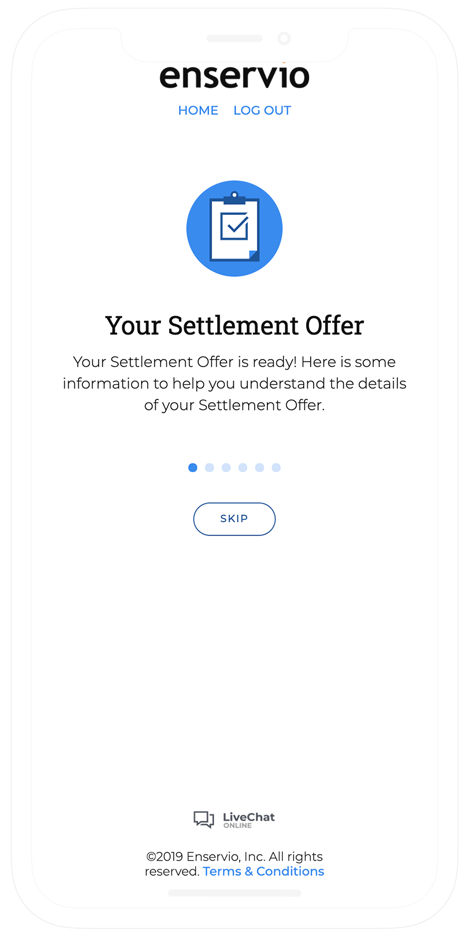 enservio
HOME LOG OUT
Your Settlement Offer
Your Settlement Offer is ready! Here is some
information to help you understand the details
of your Settlement Offer.
SKIP
LiveChat
ONLINE
©2019 Enservio, Inc. All rights
reserved. Terms & Conditions